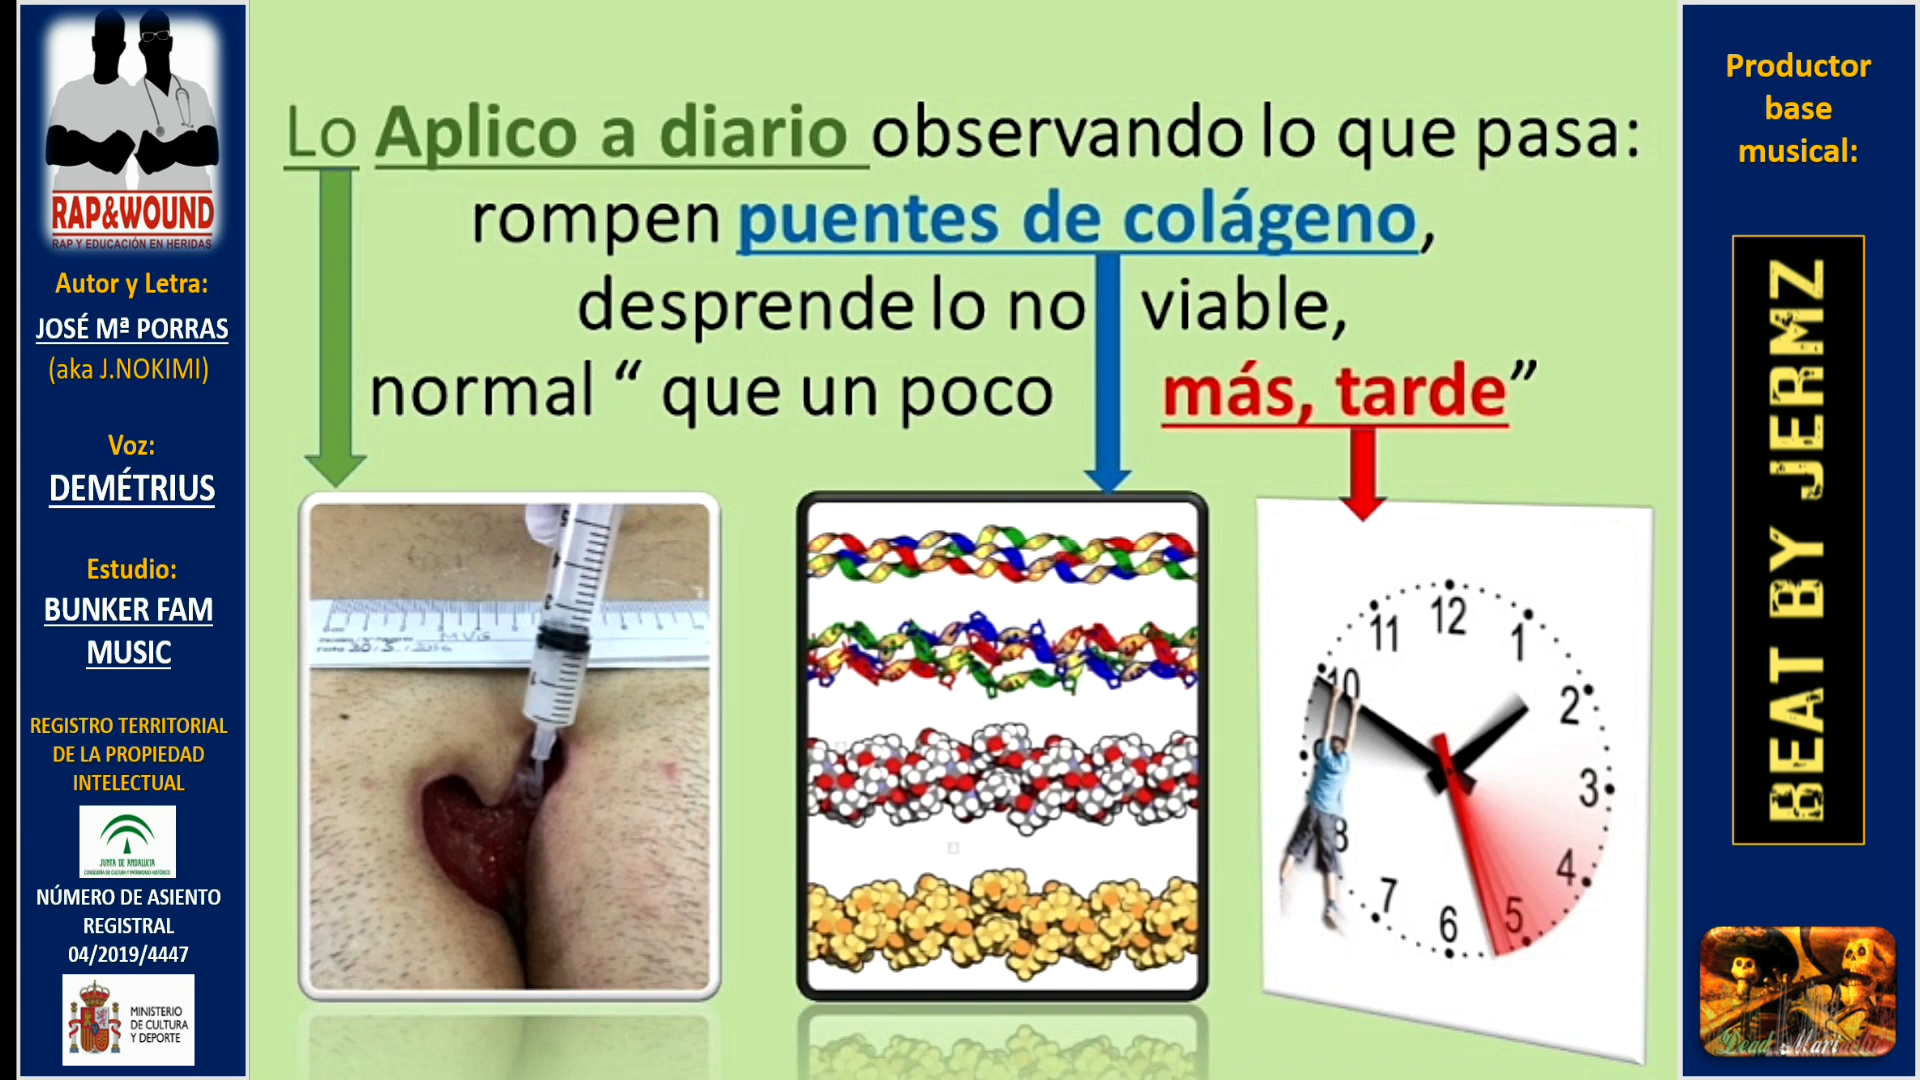 RAP&WOUND
RAP Y EDUCACIÓN EN HERIDAS
Autor y Letra:
JOSÉ Mª PORRAS
(aka J.NOKIMI)
Voz:
DEMÉTRIUS
Estudio:
BUNKER FAM
MUSIC
REGISTRO TERRITORIAL
DE LA PROPIEDAD
INTELECTUAL
JUNTA DE ANDALUCIA
NÚMERO DE ASIENTO
REGISTRAL
04/2019/4447
MINISTERIO
DE CULTURA
Y DEPORTE
Lo Aplico a diario observando lo que pasa:
rompen puentes de colágeno,
desprende lo no viable,
normal “ que un poco más, tarde”
MVG
12
1
2
3
4
5
6
7
8
10
11
Productor
base
musical:
BEAT BY JERMZ
Dead Mari